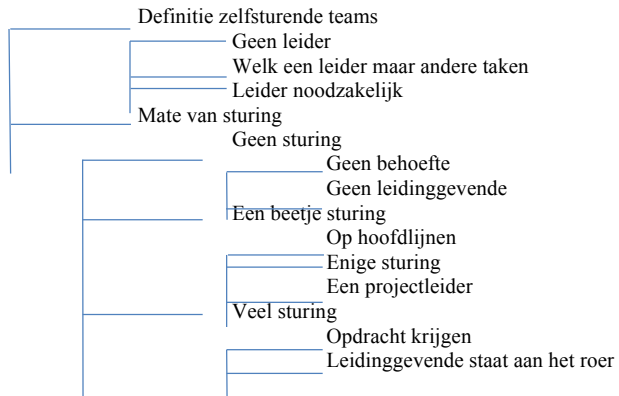 Definitie zelfsturende teams
Geen leider
Welk een leider maar andere taken
Leider noodzakelijk
Mate van sturing
Geen sturing
Geen behoefte
Geen leidinggevende
Een beetje sturing
Op hoofdlijnen
Enige sturing
Een projectleider
Veel sturing
Opdracht krijgen
Leidinggevende staat aan het roer